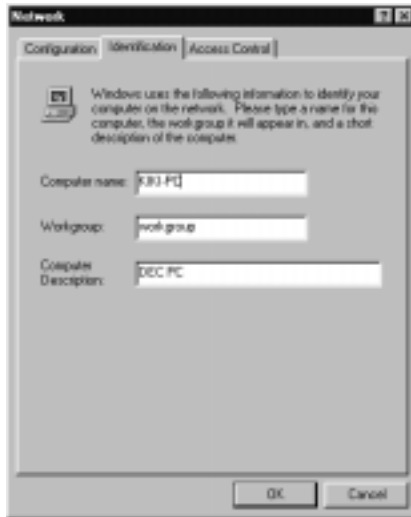 Network
Configuration
Identification
Access Control
Windows uses the following information to identify your
computer on the network. Please type a name for this
computer, the workgroup it will appear in, and a short
description of the computer.
Computer name:
KIKI-PC
Workgroup:
workgroup
Computer
Description:
DEC PC
OK
Cancel